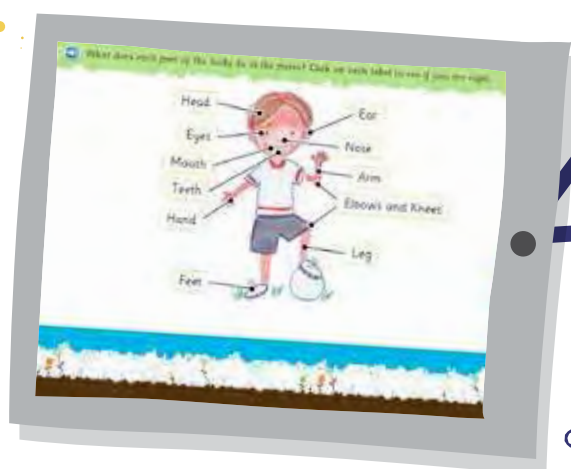 What does each part of the body do in the story? Click on each label to see if you are right.
Head
Ear
Eyes
Nose
Mouth
Arm
Teeth
Elbows and Knees
Hand
Leg
Feet